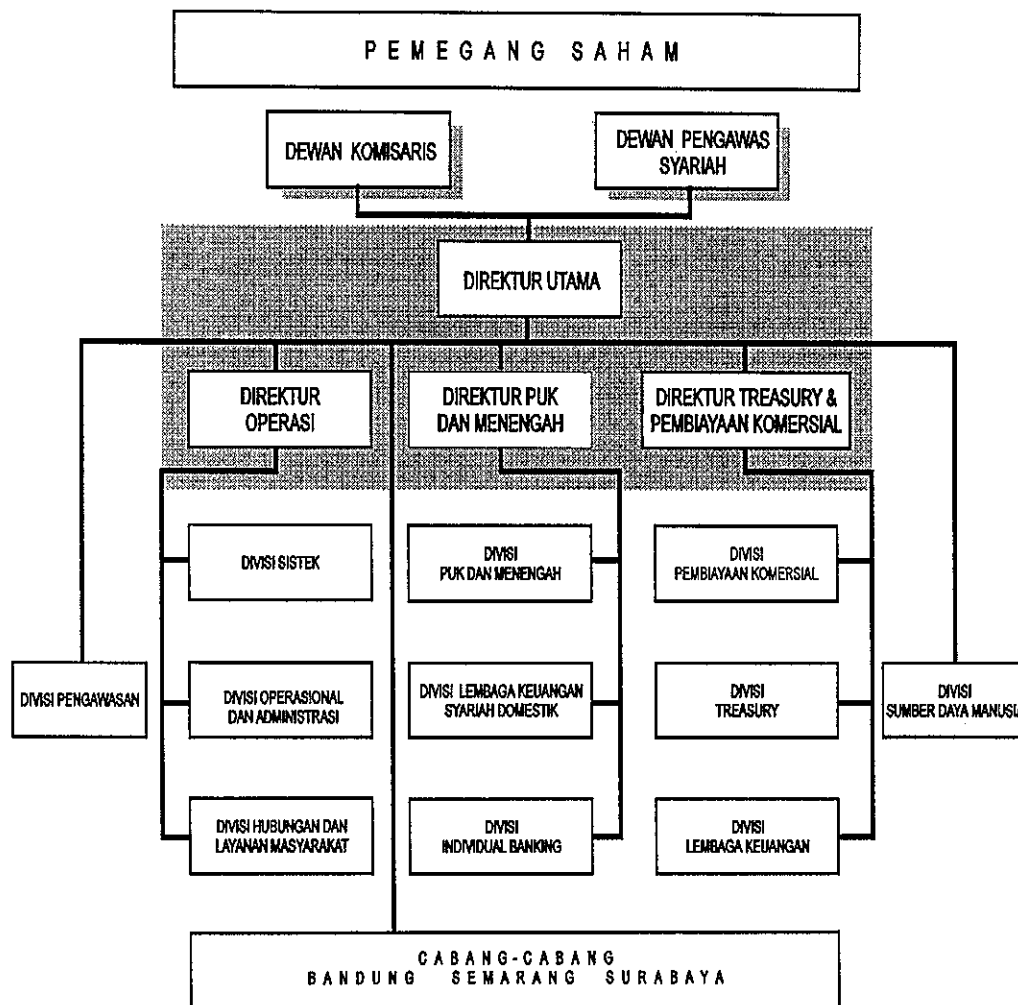 PEMEGANG SAHAM
DEWAN KOMISARIS
DEWAN PENGAWAS
SYARIAH
DIREKTUR UTAMA
DIREKTUR
OPERASI
DIREKTUR PUK
DAN MENENGAH
DIREKTUR TREASURY &
PEMBIAYAAN KOMERSIAL
DIVISI SISTEK
DIVISI
PUK DAN MENENGAH
DIVISI
PEMBIAYAAN KOMERSIAL
DIVISI PENGAWASAN
DIVISI OPERASIONAL
DAN ADMINISTRASI
DIVISI LEMBAGA KEUANGAN
SYARIAH DOMESTIK
DIVISI
TREASURY
DIVISI
SUMBER DAYA MANUSIA
DIVISI HUBUNGAN DAN
LAYANAN MASYARAKAT
DIVISI
INDIVIDUAL BANKING
DIVISI
LEMBAGA KEUANGAN
CABANG-CABANG
BANDUNG SEMARANG SURABAYA